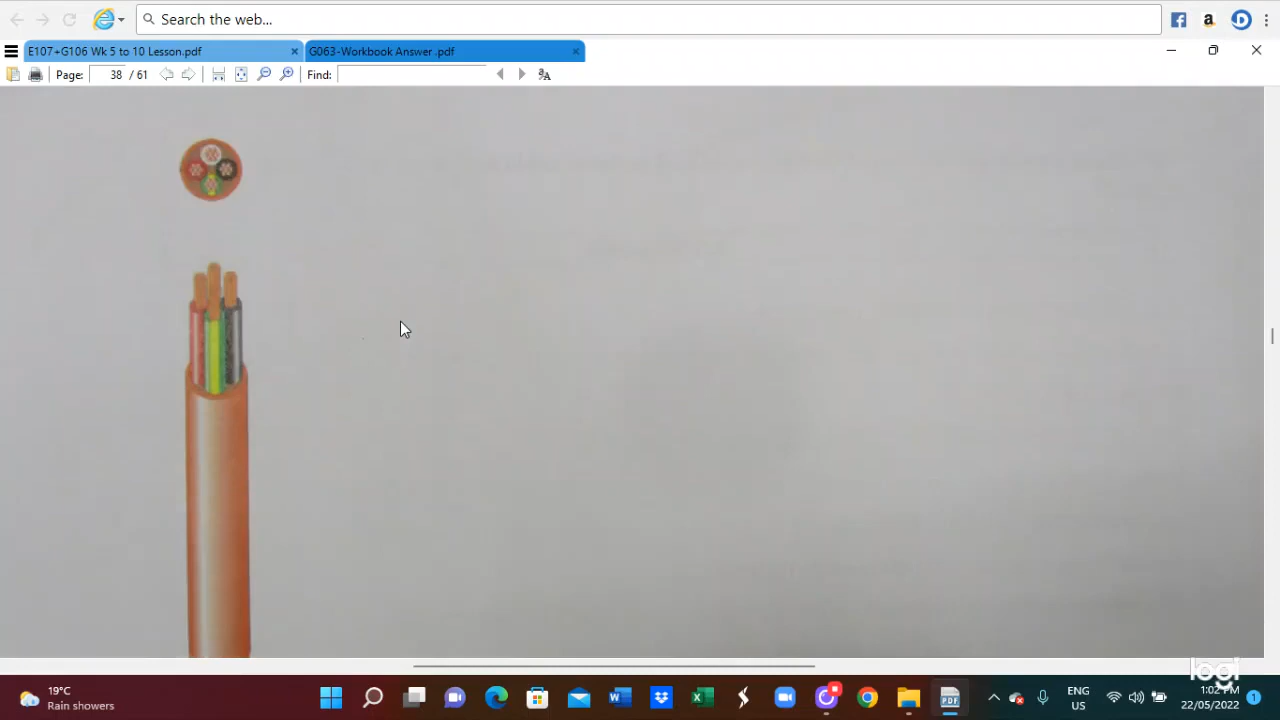 Search the web...
E107+G106 Wk 5 to 10 Lesson.pdf
G063-Workbook Answer .pdf
Page: 38 / 61
Find:
19°C
Rain showers
ENG
US
1:02 PM
22/05/2022
logi